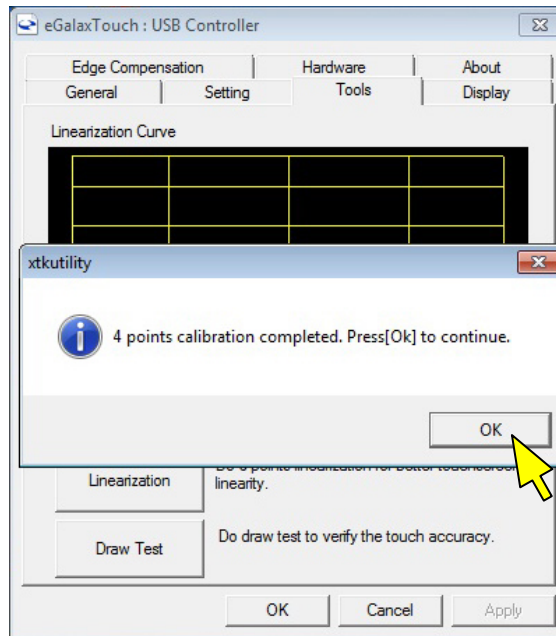 eGalaxTouch : USB Controller
Edge Compensation Hardware About
General Setting Tools Display
Linearization Curve
xtkutility
4 points calibration completed. Press[Ok] to continue.
OK
Linearization
linearity.
Draw Test
Do draw test to verify the touch accuracy.
OK Cancel Apply